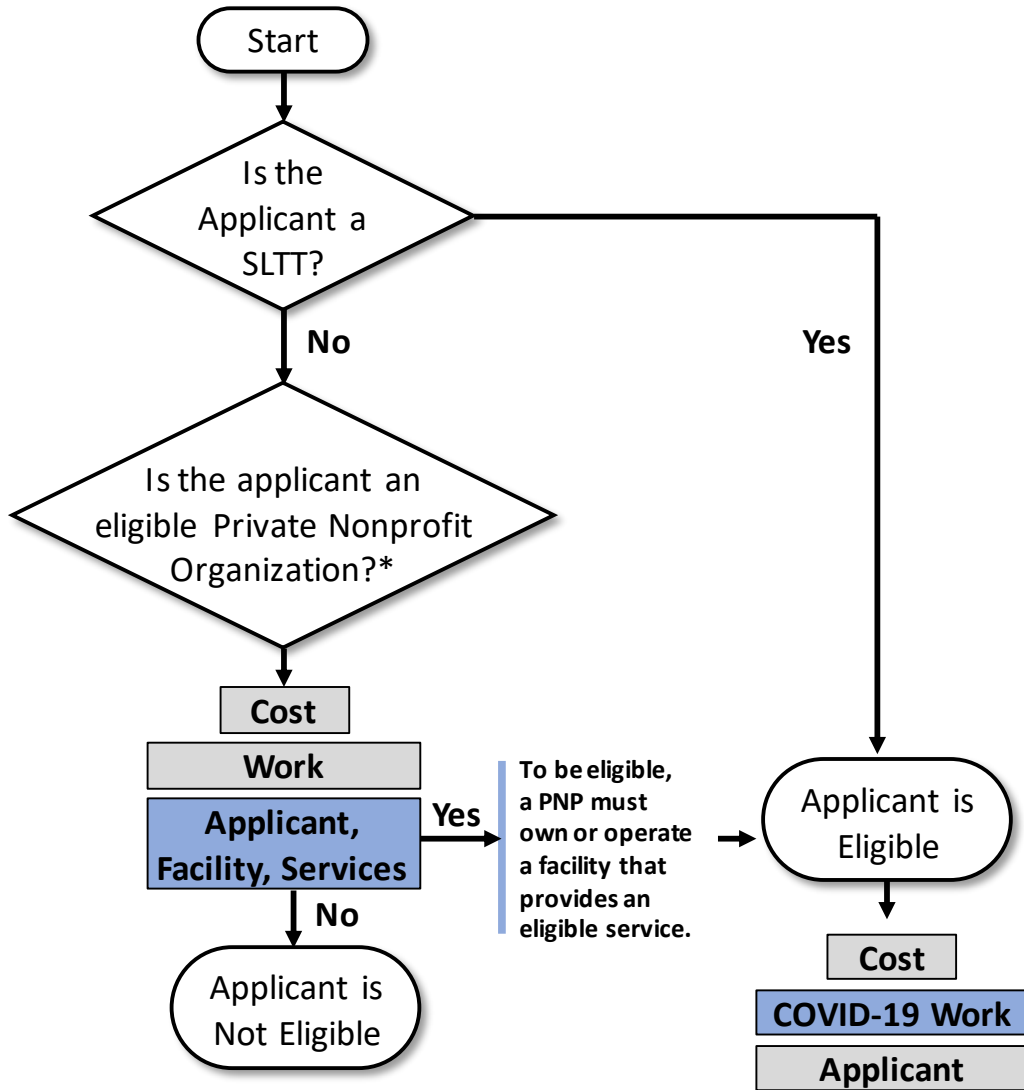 Start
Is the
Applicant a
SLTT?
No
Yes
Is the applicant an
eligible Private Nonprofit
Organization?*
Cost
Work
Applicant,
Facility, Services
Yes
To be eligible,
a PNP must
own or operate
a facility that
provides an
eligible service.
Applicant is
Eligible
No
Applicant is
Not Eligible
Cost
COVID-19 Work
Applicant